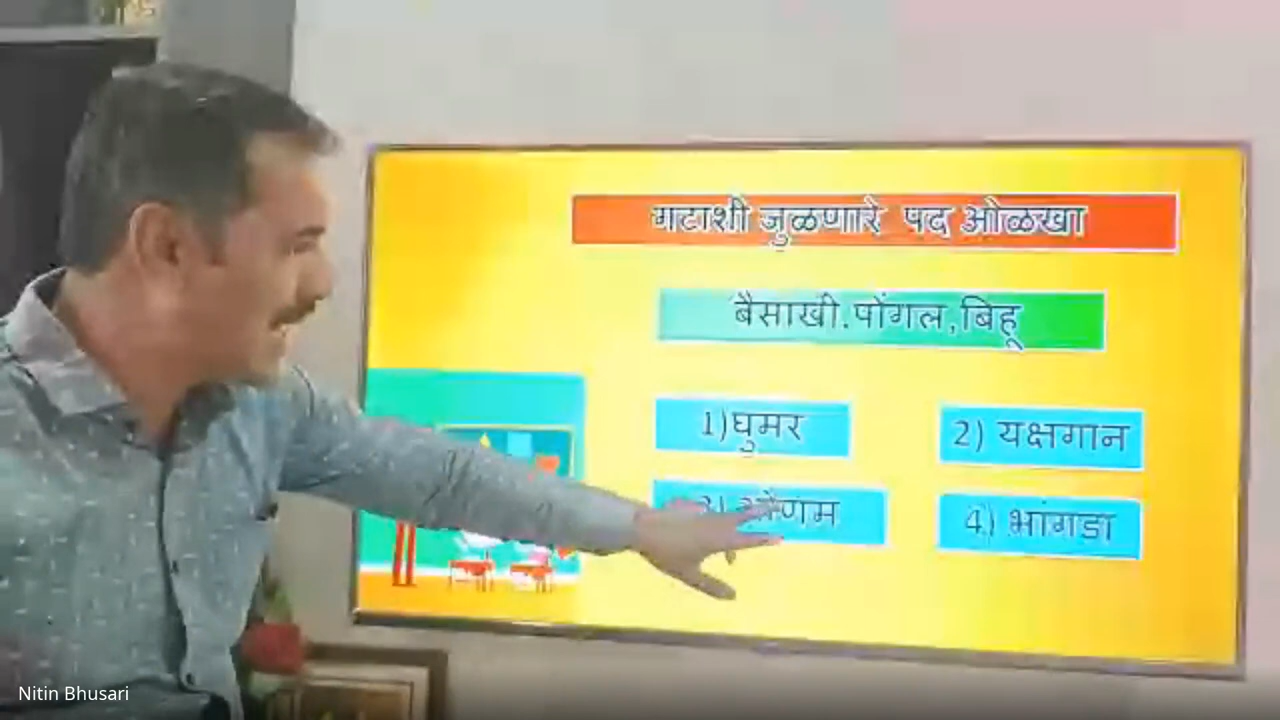 गटाशी जुळणारे पद ओळखा
बैसाखी.पोंगल,बिहू
1)घुमर
2) यक्षगान
4) भांगडा
Nitin Bhusari